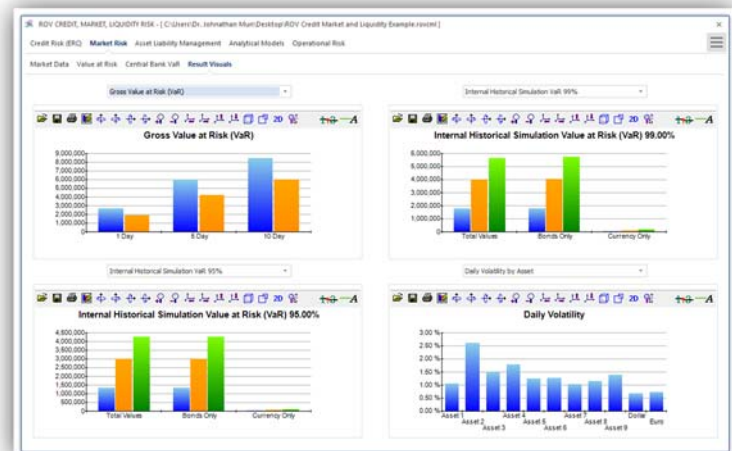 ROV CREDIT, MARKET, LIQUIDITY RISK - [ C:\Users\Dr. Johnathan Mun\Desktop\ROV Credit Market and Liquidity Example.rovcml ]
Credit Risk (ERC) Market Risk Asset Liability Management Analytical Models Operational Risk
Market Data Value at Risk Central Bank VaR Result Visuals
Gross Value at Risk (VaR)
2D
A
Gross Value at Risk (VaR)
9,000,000
8,000,000
7,000,000
6,000,000
5,000,000
4,000,000
3,000,000
2,000,000
1,000,000
0
1 Day 5 Day 10 Day
Internal Historical Simulation VaR 99%
2D
A
Internal Historical Simulation Value at Risk (VaR) 99.00%
6,000,000
5,000,000
4,000,000
3,000,000
2,000,000
1,000,000
0
Total Values Bonds Only Currency Only
Internal Historical Simulation VaR 95%
2D
A
Internal Historical Simulation Value at Risk (VaR) 95.00%
4,500,000
4,000,000
3,500,000
3,000,000
2,500,000
2,000,000
1,500,000
1,000,000
500,000
0
Total Values Bonds Only Currency Only
Daily Volatility by Asset
2D
A
Daily Volatility
3.00 %
2.50 %
2.00 %
1.50 %
1.00 %
0.50 %
0.00 %
Asset 1 Asset 4 Asset 7 Dollar
Asset 2 Asset 5 Asset 8 Euro
Asset 3 Asset 6 Asset 9